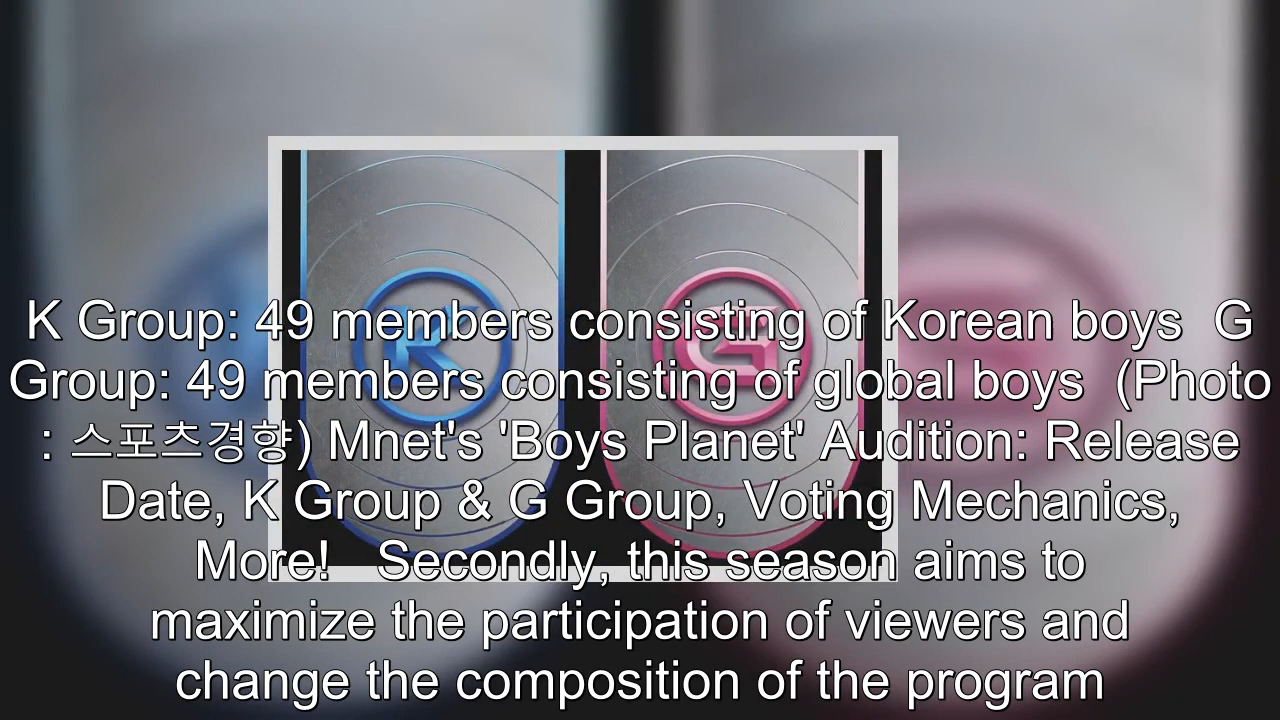 K
G
K Group: 49 members consisting of Korean boys  G
Group: 49 members consisting of global boys  (Photo
: 스포츠경향) Mnet's 'Boys Planet' Audition: Release
Date, K Group & G Group, Voting Mechanics,
More!   Secondly, this season aims to
maximize the participation of viewers and
change the composition of the program